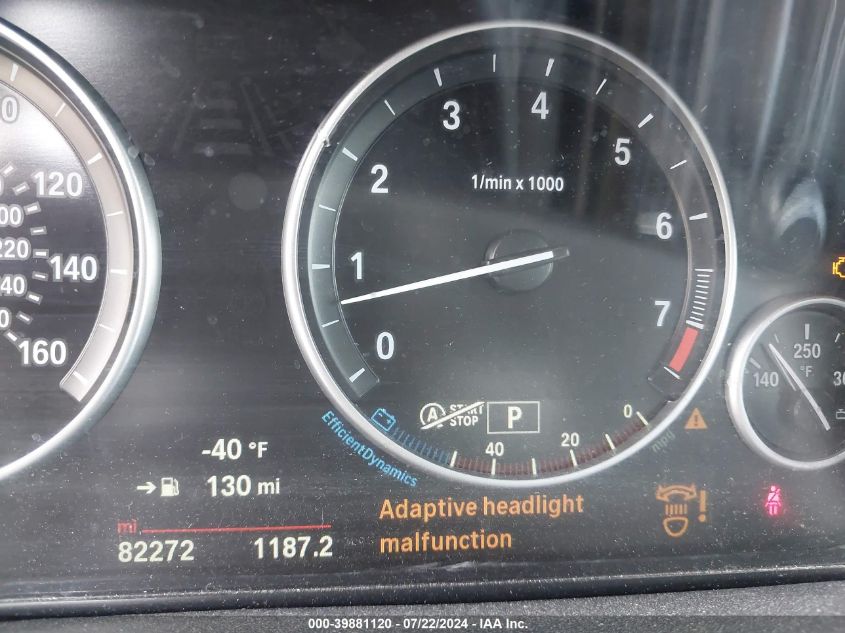 120
140
160
1/min x 1000
0
1
2
3
4
5
6
7
START
STOP
P
EfficientDynamics
40
20
0
mpg
140
250
°F
-40 °F
130 mi
mi
82272
1187.2
Adaptive headlight
malfunction
000-39881120 - 07/22/2024 - IAA Inc.